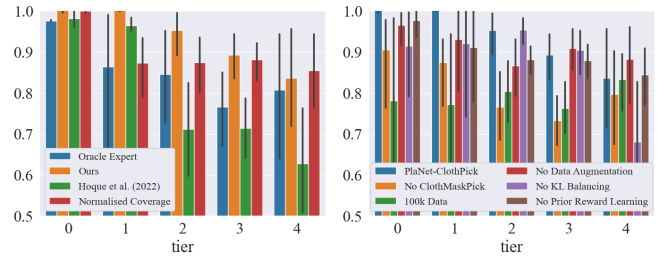 1.0
0.9
0.8
0.7
0.6
0.5
Oracle Expert
Ours
Hoque et al. (2022)
Normalised Coverage
0 1 2 3 4
tier
1.0
0.9
0.8
0.7
0.6
0.5
PlaNet-ClothPick
No ClothMaskPick
100k Data
No Data Augmentation
No KL Balancing
No Prior Reward Learning
0 1 2 3 4
tier